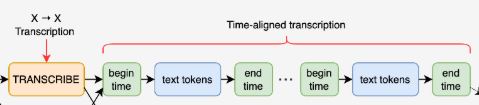 X → X
Transcription
Time-aligned transcription
TRANSCRIBE
begin
time
text tokens
end
time
...
begin
time
text tokens
end
time